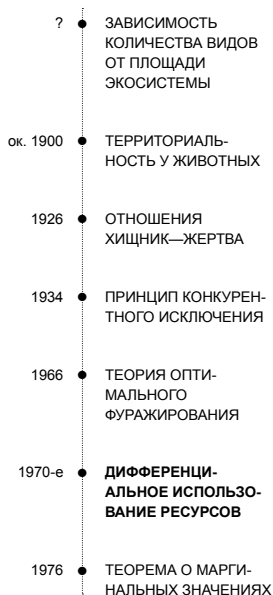 ? ЗАВИСИМОСТЬ
КОЛИЧЕСТВА ВИДОВ
ОТ ПЛОЩАДИ
ЭКОСИСТЕМЫ
ок. 1900 ТЕРРИТОРИАЛЬ-
НОСТЬ У ЖИВОТНЫХ
1926 ОТНОШЕНИЯ
ХИЩНИК—ЖЕРТВА
1934 ПРИНЦИП КОНКУРЕН-
ТНОГО ИСКЛЮЧЕНИЯ
1966 ТЕОРИЯ ОПТИ-
МАЛЬНОГО
ФУРАЖИРОВАНИЯ
1970-е ДИФФЕРЕНЦИ-
АЛЬНОЕ ИСПОЛЬЗО-
ВАНИЕ РЕСУРСОВ
1976 ТЕОРЕМА О МАРГИ-
НАЛЬНЫХ ЗНАЧЕНИЯХ